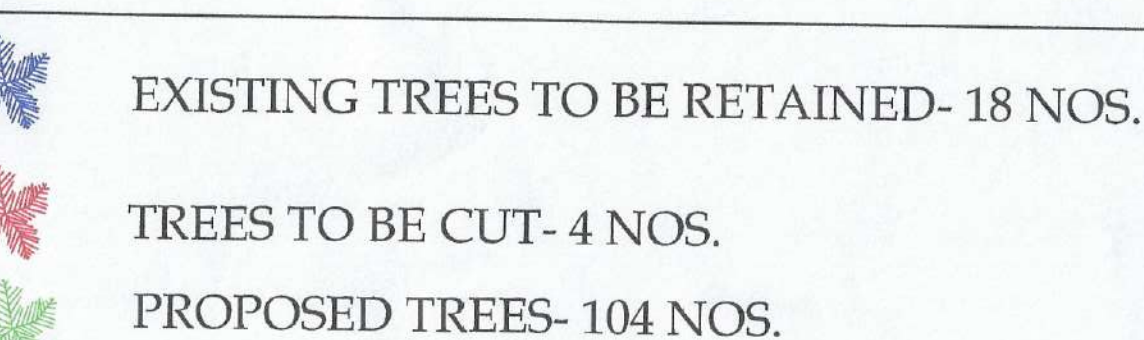 EXISTING TREES TO BE RETAINED- 18 NOS.
TREES TO BE CUT- 4 NOS.
PROPOSED TREES- 104 NOS.